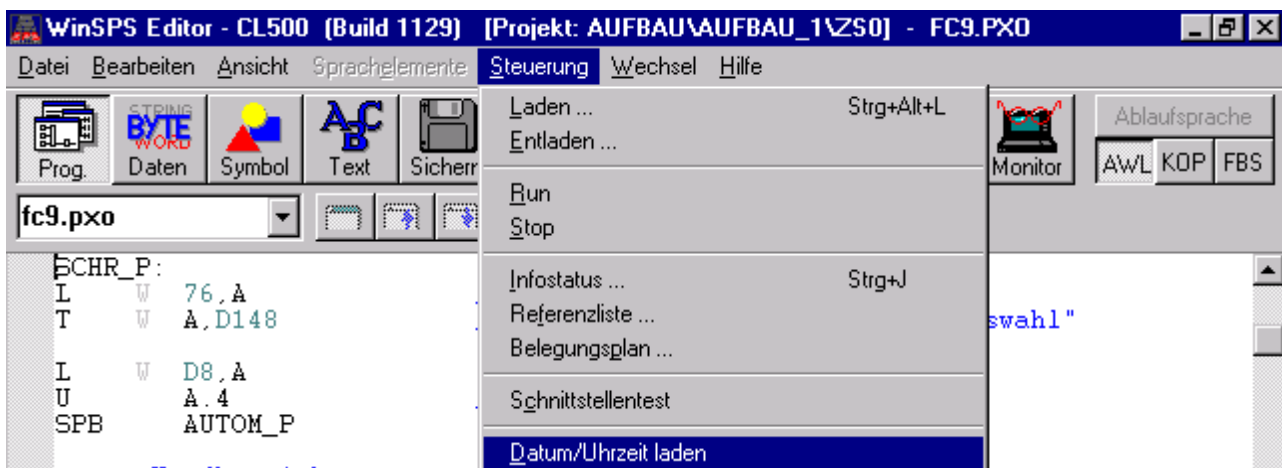 WinSPS Editor - CL500 (Build 1129) [Projekt: AUFBAU\AUFBAU_1\ZS0] - FC9.PXO
Datei Bearbeiten Ansicht Sprachelemente Steuerung Wechsel Hilfe
Prog.
STRING BYTE WORD Daten
Symbol
ABC Text
Sichern
Monitor
Ablaufsprache
AWL KOP FBS
fc9.pxo
Laden ... Strg+Alt+L
Entladen ...
Run
Stop
Infostatus ... Strg+J
Referenzliste ...
Belegungsplan ...
Schnittstellentest
Datum/Uhrzeit laden
SCHR_P:
L W 76,A
T W A,D148 swahl"
L W D8,A
U A.4
SPB AUTOM_P